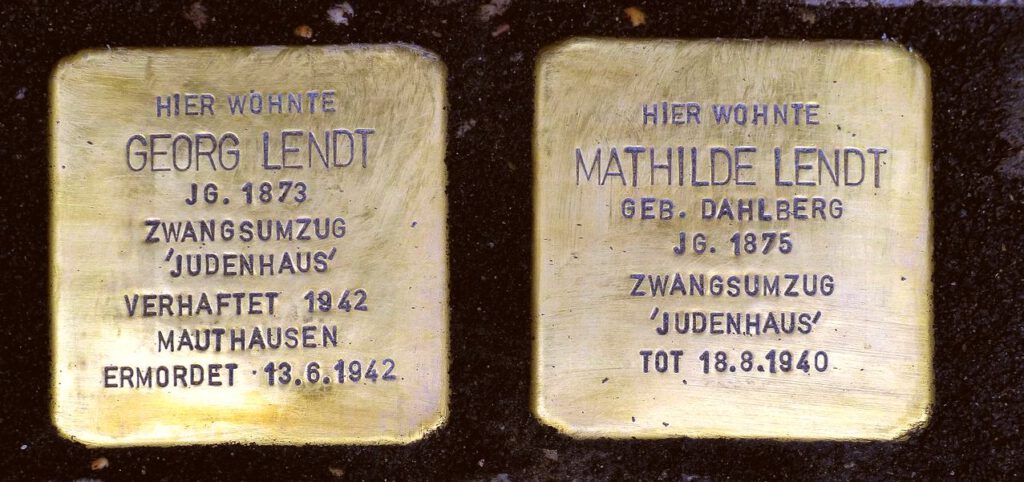 HIER WOHNTE
GEORG LENDT
JG. 1873
ZWANGSUMZUG
'JUDENHAUS'
VERHAFTET 1942
MAUTHAUSEN
ERMORDET 13.6.1942
HIER WOHNTE
MATHILDE LENDT
GEB. DAHLBERG
JG. 1875
ZWANGSUMZUG
'JUDENHAUS'
TOT 18.8.1940